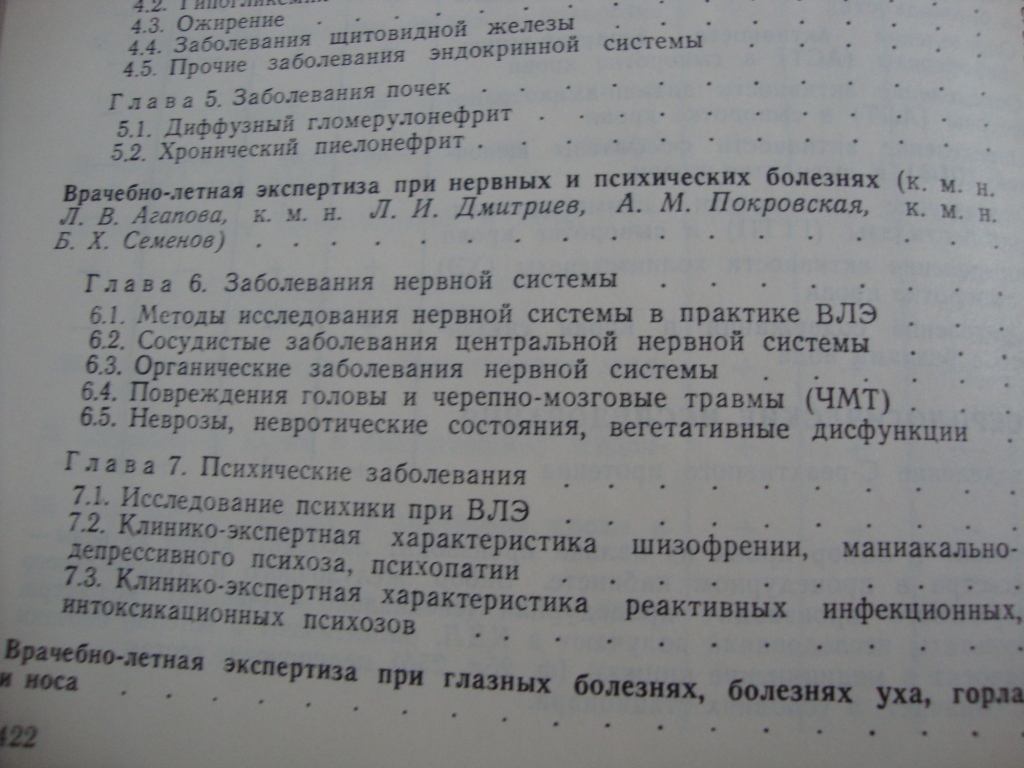 4.2. Гипогликемия
4.3. Ожирение . . . . . . . . . . .
4.4. Заболевания щитовидной железы . . . . .
4.5. Прочие заболевания эндокринной системы . . . .
Глава 5. Заболевания почек . . . . . . . .
5.1. Диффузный гломерулонефрит . . . . . . .
5.2. Хронический пиелонефрит . . . . . . . .
Врачебно-летная экспертиза при нервных и психических болезнях (к. м. н.
Л. В. Агапова, к. м. н. Л. И. Дмитриев, А. М. Покровская, к. м. н.
Б. Х. Семенов) . . . . . . . . . . . .
Глава 6. Заболевания нервной системы . . . . . .
6.1. Методы исследования нервной системы в практике ВЛЭ . .
6.2. Сосудистые заболевания центральной нервной системы . . .
6.3. Органические заболевания нервной системы . . . . .
6.4. Повреждения головы и черепно-мозговые травмы (ЧМТ) . . .
6.5. Неврозы, невротические состояния, вегетативные дисфункции .
Глава 7. Психические заболевания . . . . . . . .
7.1. Исследование психики при ВЛЭ . . . . . . . .
7.2. Клинико-экспертная характеристика шизофрении, маниакально-
депрессивного психоза, психопатии . . . . . . . .
7.3. Клинико-экспертная характеристика реактивных инфекционных,
интоксикационных психозов . . . . . . . . . .
Врачебно-летная экспертиза при глазных болезнях, болезнях уха, горла
и носа . . . . . . . . . . . . . .
422